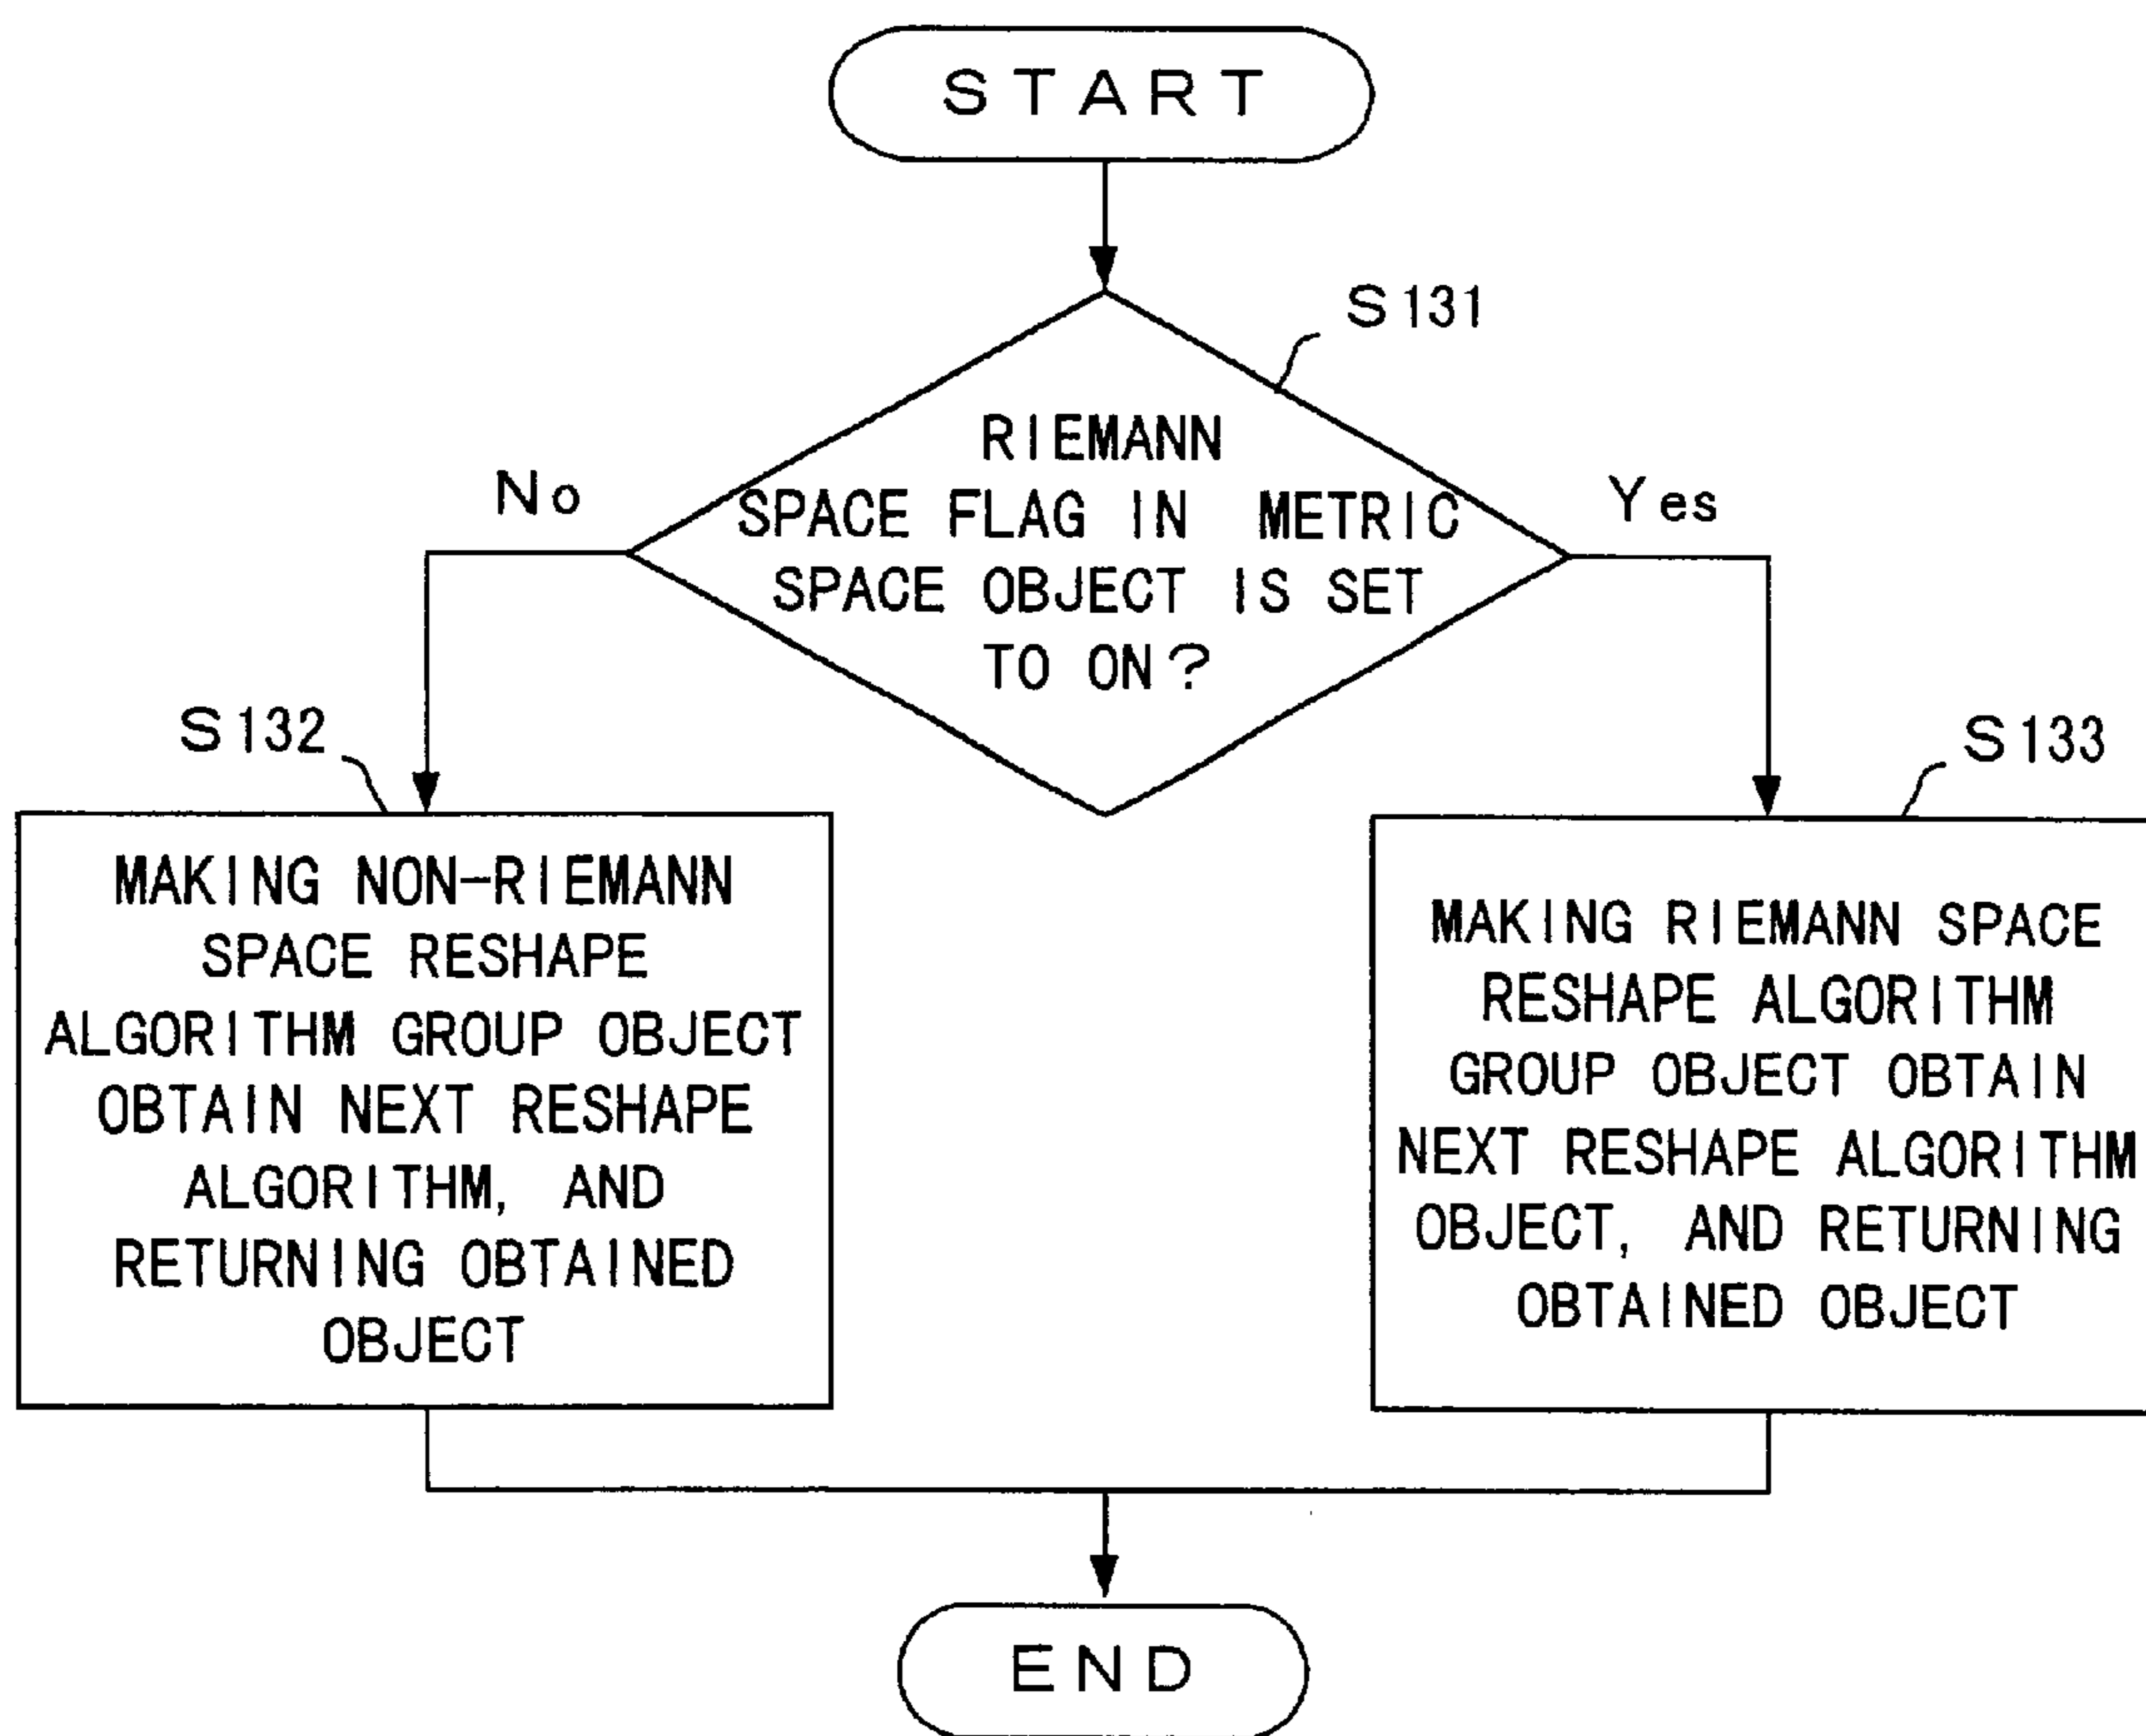 START
S131
RIEMANN
SPACE FLAG IN METRIC
SPACE OBJECT IS SET
TO ON?
No
Yes
S132
MAKING NON-RIEMANN
SPACE RESHAPE
ALGORITHM GROUP OBJECT
OBTAIN NEXT RESHAPE
ALGORITHM, AND
RETURNING OBTAINED
OBJECT
S133
MAKING RIEMANN SPACE
RESHAPE ALGORITHM
GROUP OBJECT OBTAIN
NEXT RESHAPE ALGORITHM
OBJECT, AND RETURNING
OBTAINED OBJECT
END